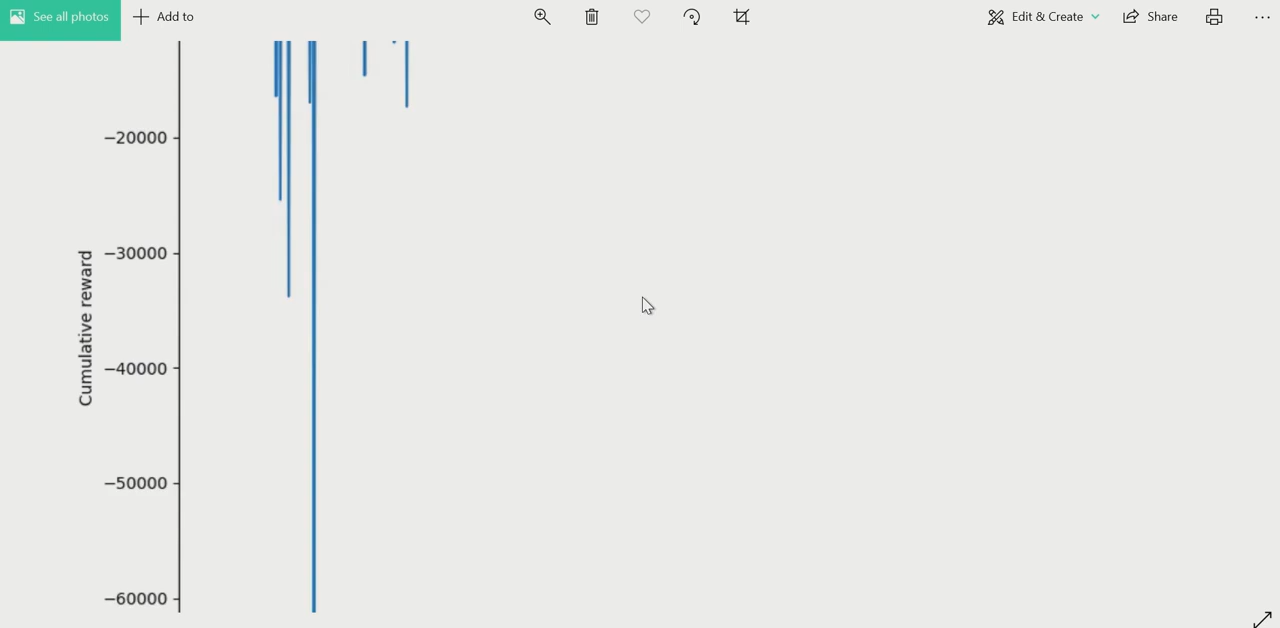 See all photos
Add to
Edit & Create
Share
−20000
−30000
Cumulative reward
−40000
−50000
−60000